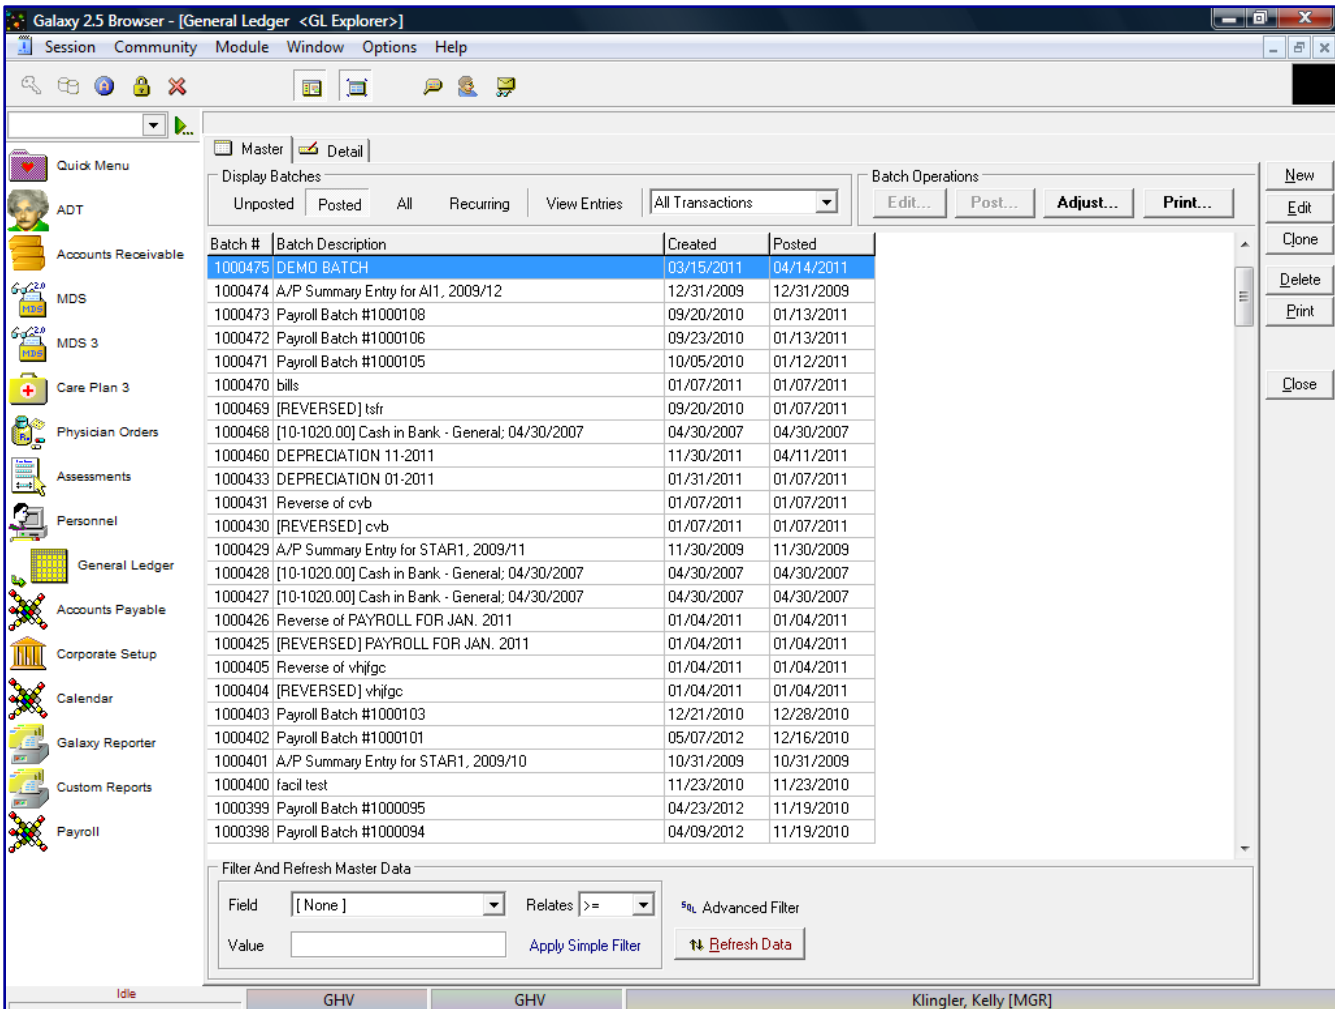 Galaxy 2.5 Browser - [General Ledger <GL Explorer>]
Session Community Module Window Options Help
Master Detail
Quick Menu
ADT
Accounts Receivable
MDS
MDS 3
Care Plan 3
Physician Orders
Assessments
Personnel
General Ledger
Accounts Payable
Corporate Setup
Calendar
Galaxy Reporter
Custom Reports
Payroll
Display Batches
Unposted Posted All Recurring View Entries All Transactions
Batch Operations
Edit... Post... Adjust... Print...
New
Edit
Clone
Delete
Print
Close
Batch # Batch Description Created Posted
1000475 DEMO BATCH 03/15/2011 04/14/2011
1000474 A/P Summary Entry for AI1, 2009/12 12/31/2009 12/31/2009
1000473 Payroll Batch #1000108 09/20/2010 01/13/2011
1000472 Payroll Batch #1000106 09/23/2010 01/13/2011
1000471 Payroll Batch #1000105 10/05/2010 01/12/2011
1000470 bills 01/07/2011 01/07/2011
1000469 [REVERSED] tsfr 09/20/2010 01/07/2011
1000468 [10-1020.00] Cash in Bank - General; 04/30/2007 04/30/2007 04/30/2007
1000460 DEPRECIATION 11-2011 11/30/2011 04/11/2011
1000433 DEPRECIATION 01-2011 01/31/2011 01/07/2011
1000431 Reverse of cvb 01/07/2011 01/07/2011
1000430 [REVERSED] cvb 01/07/2011 01/07/2011
1000429 A/P Summary Entry for STAR1, 2009/11 11/30/2009 11/30/2009
1000428 [10-1020.00] Cash in Bank - General; 04/30/2007 04/30/2007 04/30/2007
1000427 [10-1020.00] Cash in Bank - General; 04/30/2007 04/30/2007 04/30/2007
1000426 Reverse of PAYROLL FOR JAN. 2011 01/04/2011 01/04/2011
1000425 [REVERSED] PAYROLL FOR JAN. 2011 01/04/2011 01/04/2011
1000405 Reverse of vhjfgc 01/04/2011 01/04/2011
1000404 [REVERSED] vhjfgc 01/04/2011 01/04/2011
1000403 Payroll Batch #1000103 12/21/2010 12/28/2010
1000402 Payroll Batch #1000101 05/07/2012 12/16/2010
1000401 A/P Summary Entry for STAR1, 2009/10 10/31/2009 10/31/2009
1000400 facil test 11/23/2010 11/23/2010
1000399 Payroll Batch #1000095 04/23/2012 11/19/2010
1000398 Payroll Batch #1000094 04/09/2012 11/19/2010
Filter And Refresh Master Data
Field [ None ] Relates >= SQL Advanced Filter
Value Apply Simple Filter Refresh Data
Idle GHV GHV Klingler, Kelly [MGR]